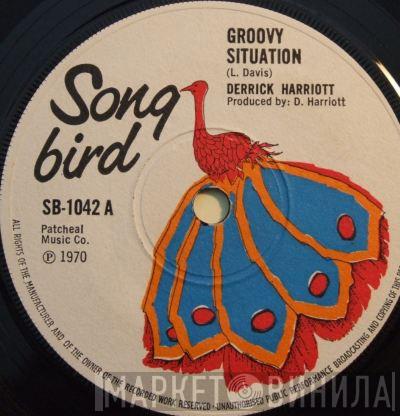 GROOVY
SITUATION
(L. Davis)
DERRICK HARRIOTT
Produced by: D. Harriott
Song
bird
SB-1042 A
Patcheal
Music Co.
Ⓟ 1970
ALL RIGHTS OF THE MANUFACTURER AND OF THE OWNER OF THE RECORDED WORK RESERVED - UNAUTHORISED PUBLIC PERFORMANCE BROADCASTING AND COPYING OF THIS
МАРКЕТ ВИНИЛА